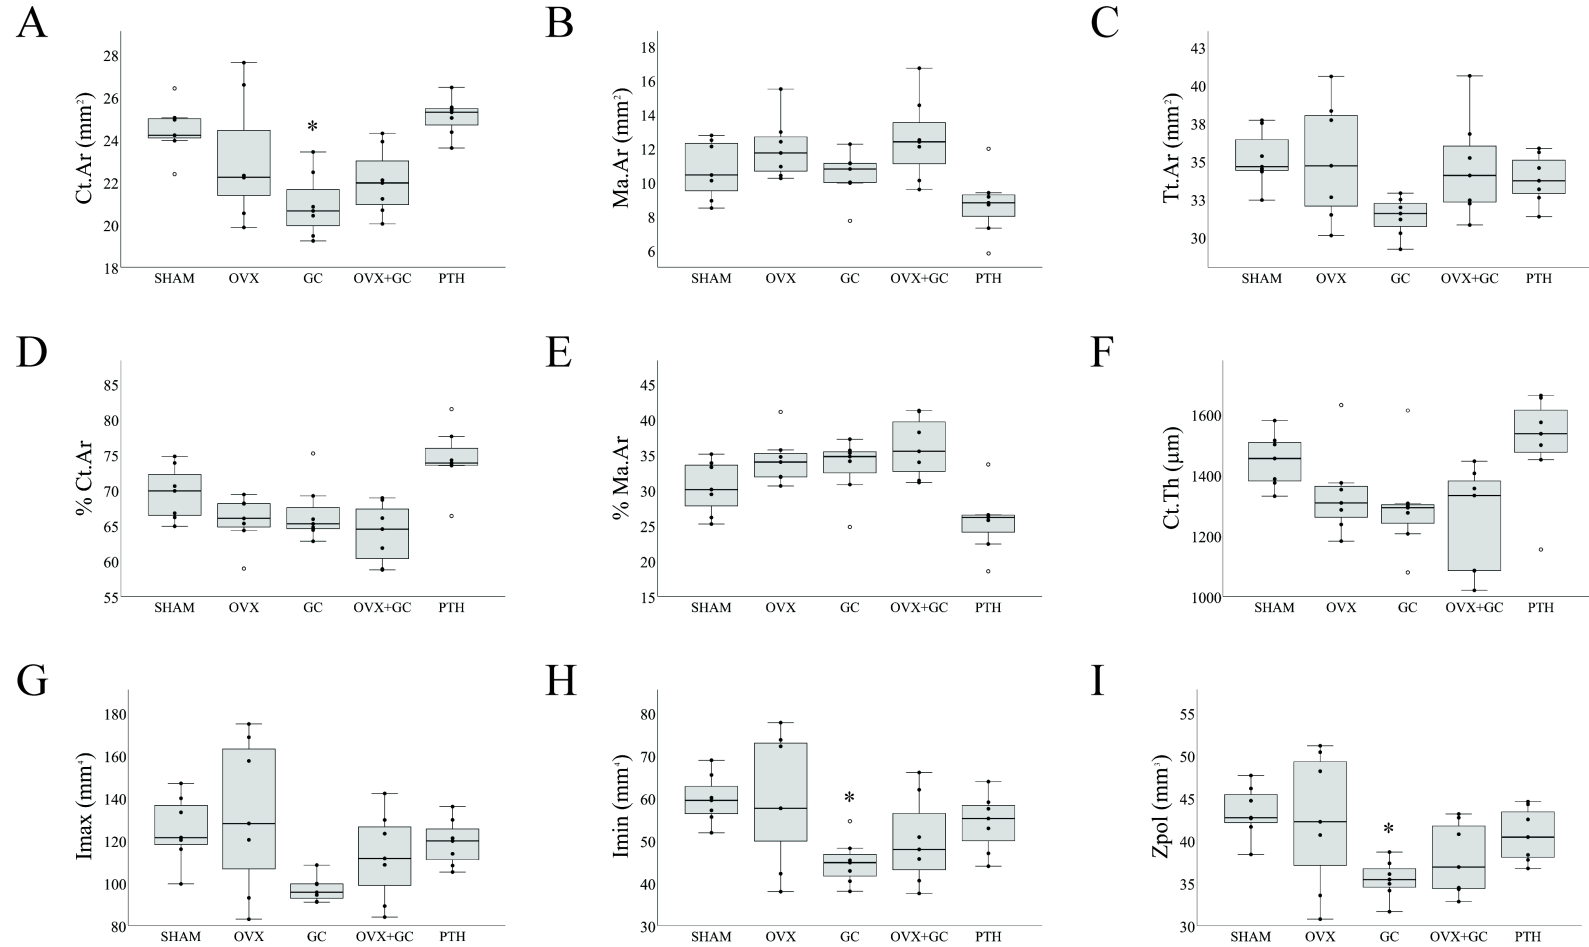 A
Ct.Ar (mm²)
28
26
24
22
20
18
*
SHAM OVX GC OVX+GC PTH
B
Ma.Ar (mm²)
18
16
14
12
10
8
6
SHAM OVX GC OVX+GC PTH
C
Tt.Ar (mm²)
43
40
38
35
33
30
SHAM OVX GC OVX+GC PTH
D
% Ct.Ar
85
80
75
70
65
60
55
SHAM OVX GC OVX+GC PTH
E
% Ma.Ar
45
40
35
30
25
20
15
SHAM OVX GC OVX+GC PTH
F
Ct.Th (µm)
1600
1400
1200
1000
SHAM OVX GC OVX+GC PTH
G
Imax (mm⁴)
180
160
140
120
100
80
SHAM OVX GC OVX+GC PTH
H
Imin (mm⁴)
80
70
60
50
40
30
*
SHAM OVX GC OVX+GC PTH
I
Zpol (mm³)
55
50
45
40
35
30
*
SHAM OVX GC OVX+GC PTH